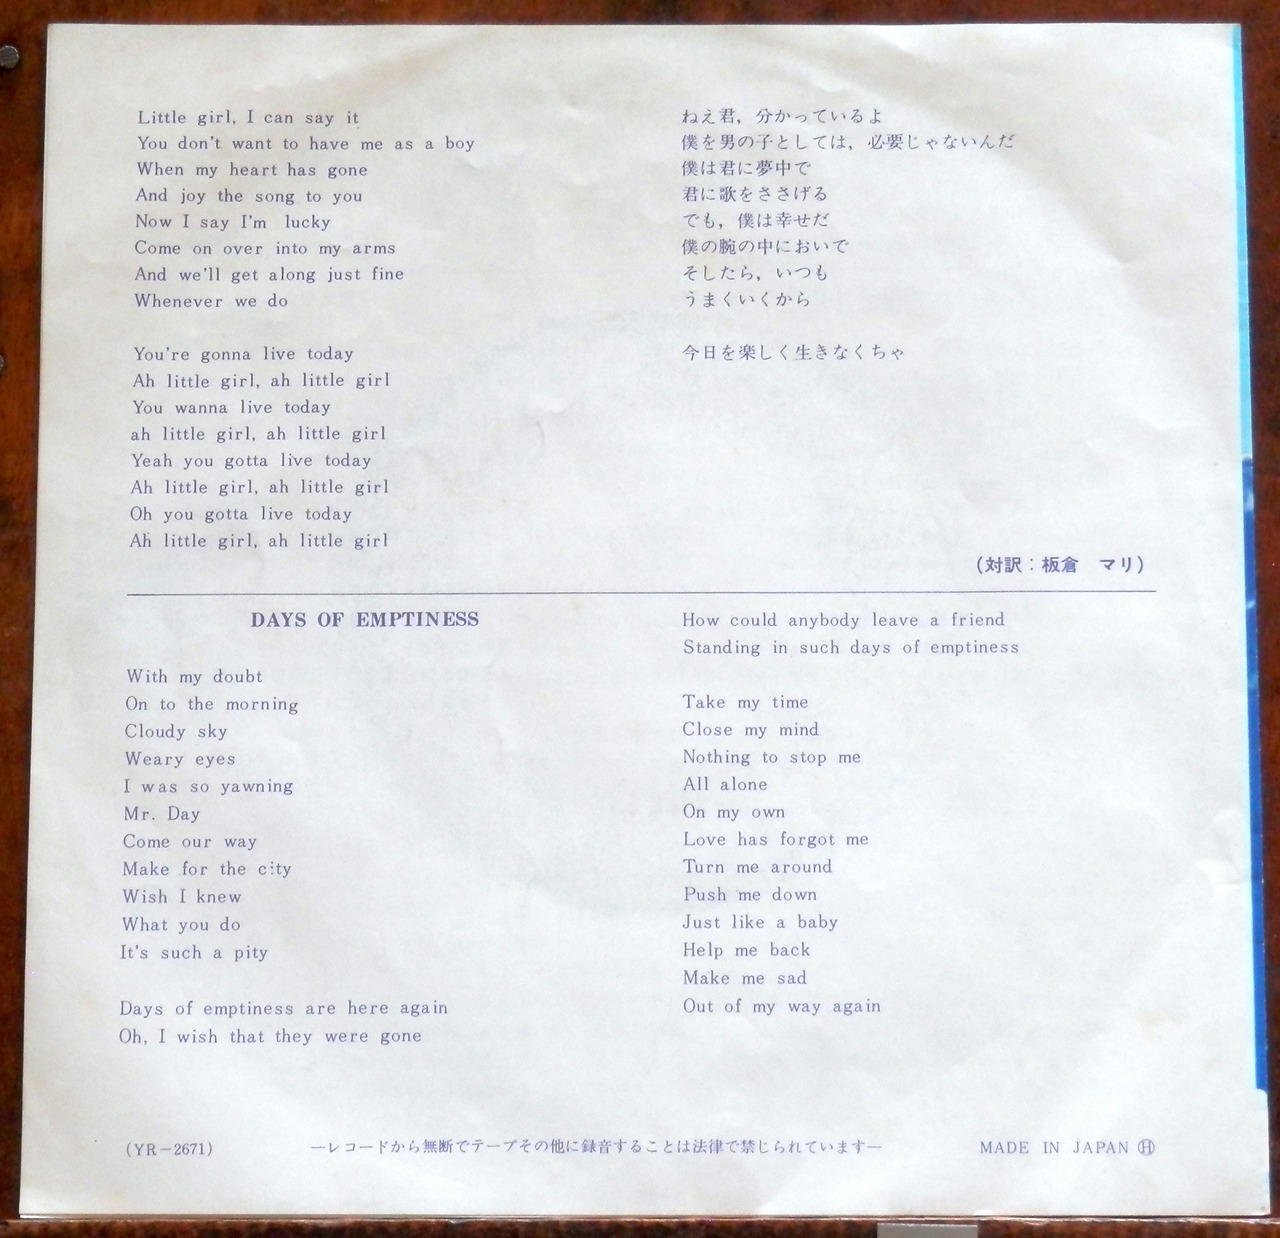 Little girl, I can say it
You don't want to have me as a boy
When my heart has gone
And joy the song to you
Now I say I'm lucky
Come on over into my arms
And we'll get along just fine
Whenever we do
You're gonna live today
Ah little girl, ah little girl
You wanna live today
ah little girl, ah little girl
Yeah you gotta live today
Ah little girl, ah little girl
Oh you gotta live today
Ah little girl, ah little girl
ねえ君，分かっているよ
僕を男の子としては，必要じゃないんだ
僕は君に夢中で
君に歌をささげる
でも，僕は幸せだ
僕の腕の中においで
そしたら，いつも
うまくいくから
今日を楽しく生きなくちゃ
(対訳：板倉　マリ)
DAYS OF EMPTINESS
With my doubt
On to the morning
Cloudy sky
Weary eyes
I was so yawning
Mr. Day
Come our way
Make for the city
Wish I knew
What you do
It's such a pity
Days of emptiness are here again
Oh, I wish that they were gone
How could anybody leave a friend
Standing in such days of emptiness
Take my time
Close my mind
Nothing to stop me
All alone
On my own
Love has forgot me
Turn me around
Push me down
Just like a baby
Help me back
Make me sad
Out of my way again
(YR－2671)
―レコードから無断でテープその他に録音することは法律で禁じられています―
MADE IN JAPAN Ⓗ